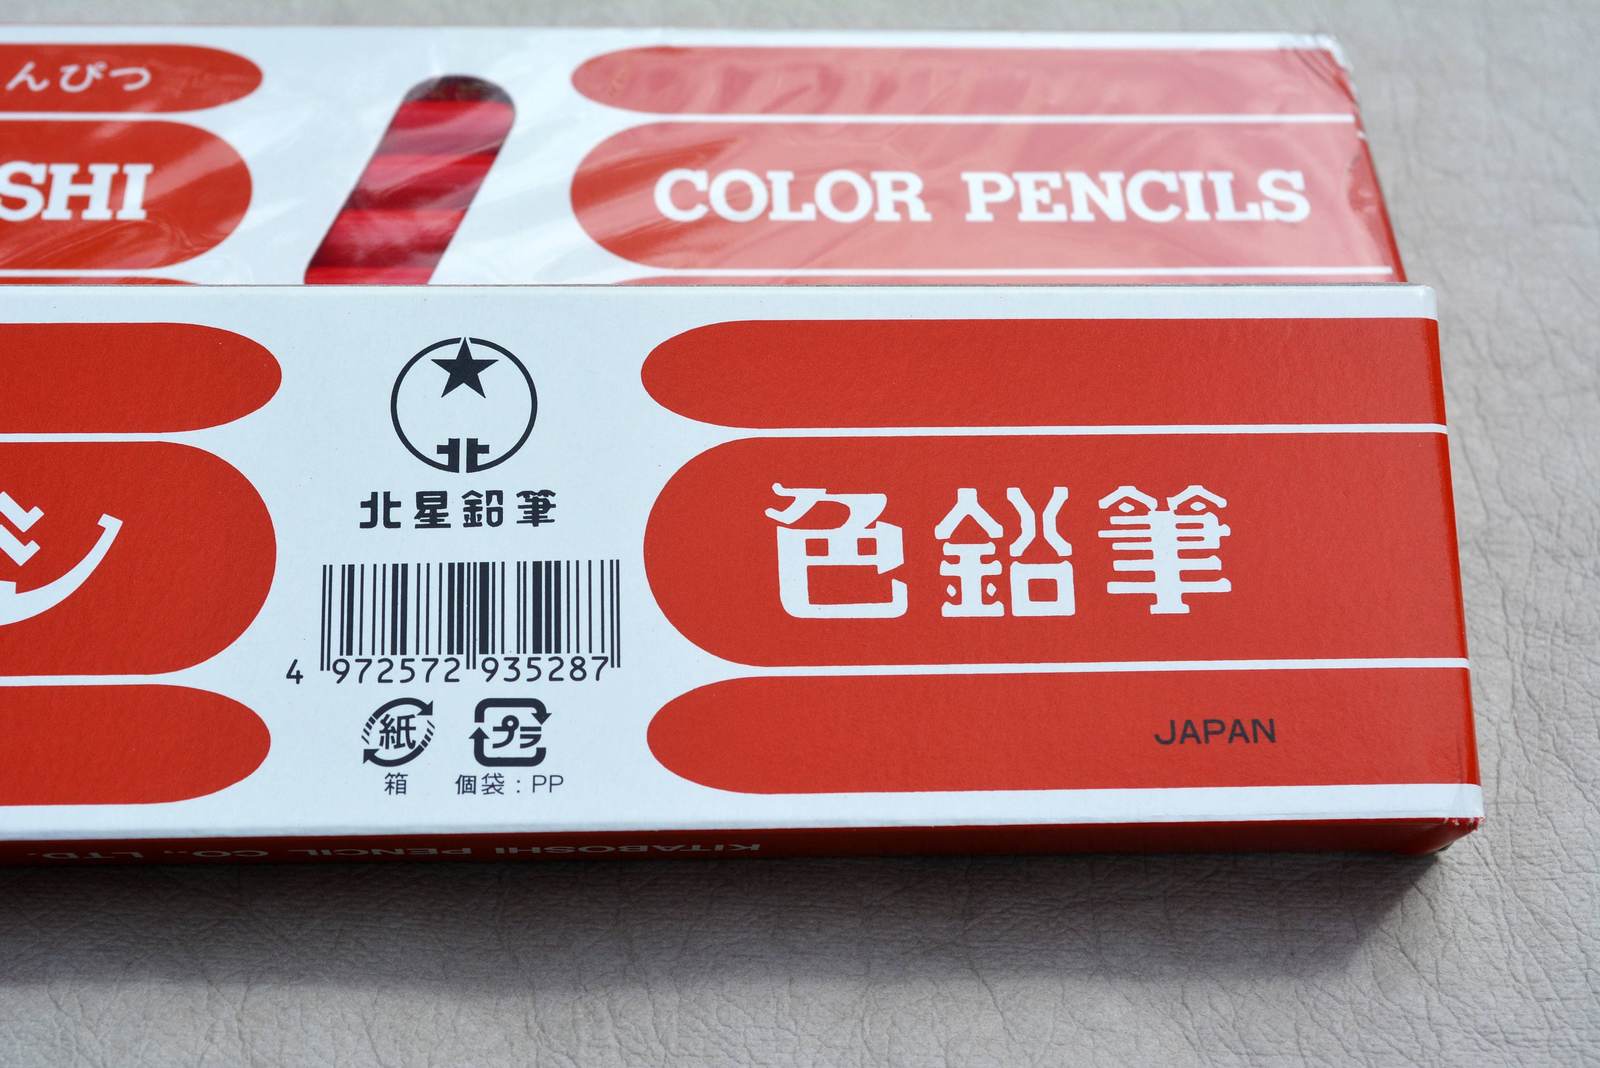 んぴつ
SHI
COLOR PENCILS
北
北星鉛筆
色鉛筆
4 972572 935287
紙
プラ
箱
個袋：PP
JAPAN
KITABOSHI PENCIL CO., LTD.